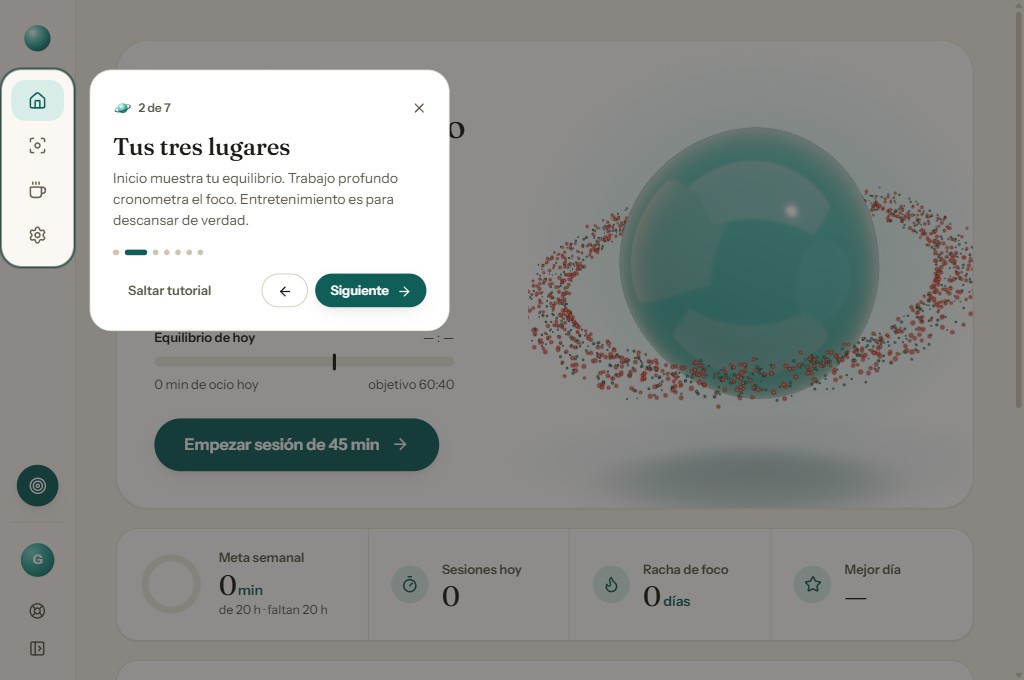 2 de 7
Tus tres lugares
Inicio muestra tu equilibrio. Trabajo profundo
cronometra el foco. Entretenimiento es para
descansar de verdad.
Saltar tutorial
Siguiente
o
Equilibrio de hoy
— : —
0 min de ocio hoy
objetivo 60:40
Empezar sesión de 45 min
G
Meta semanal
0 min
de 20 h · faltan 20 h
Sesiones hoy
0
Racha de foco
0 días
Mejor día
—